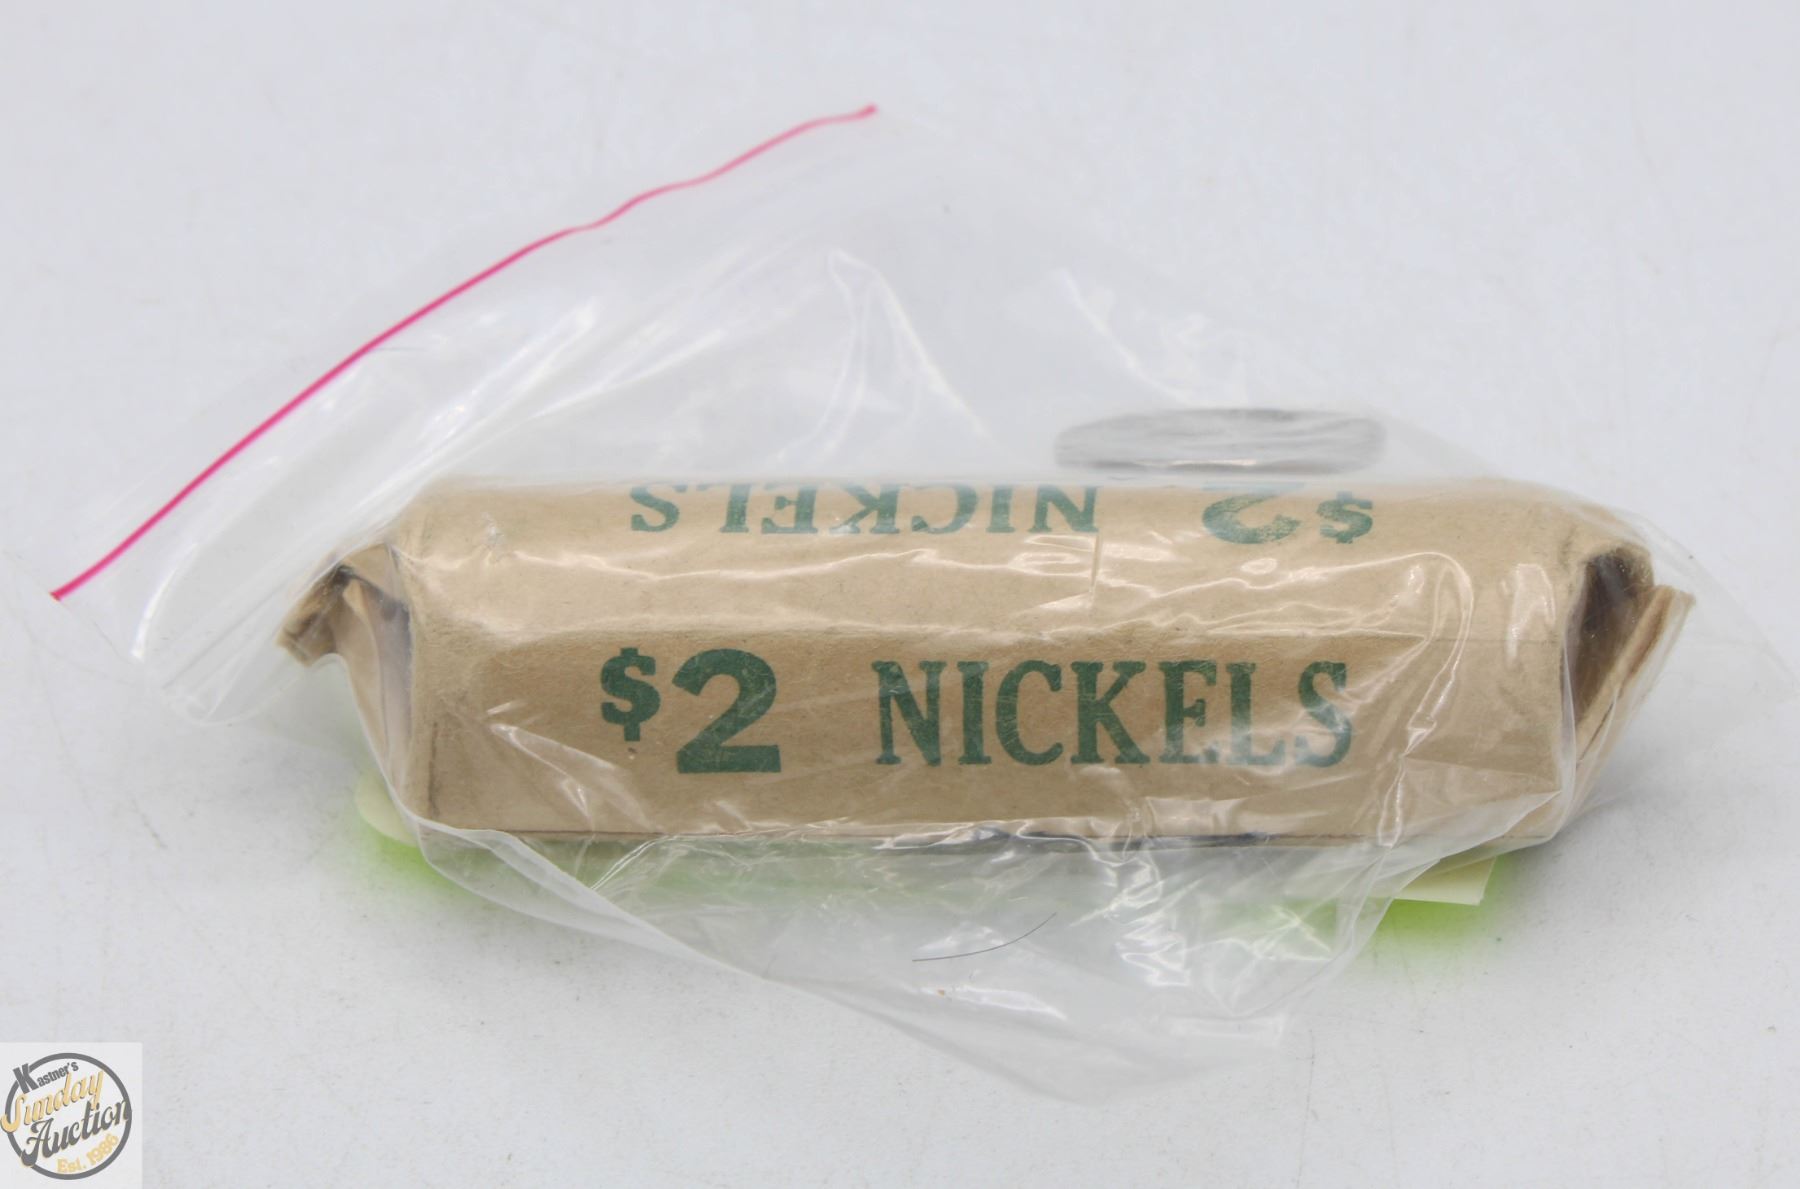 $2 NICKELS
$2 NICKELS
Kastner's
Sunday
Auction
Est. 1986